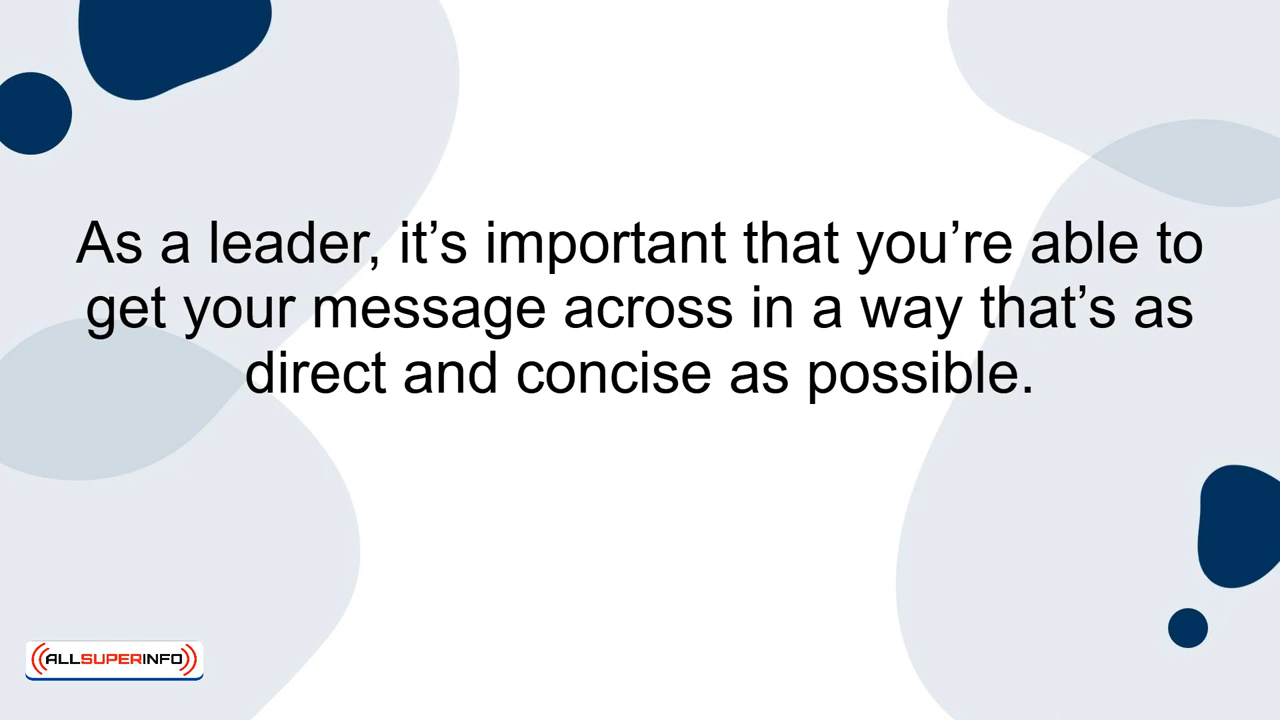 As a leader, it’s important that you’re able to
get your message across in a way that’s as
direct and concise as possible.
ALLSUPERINFO